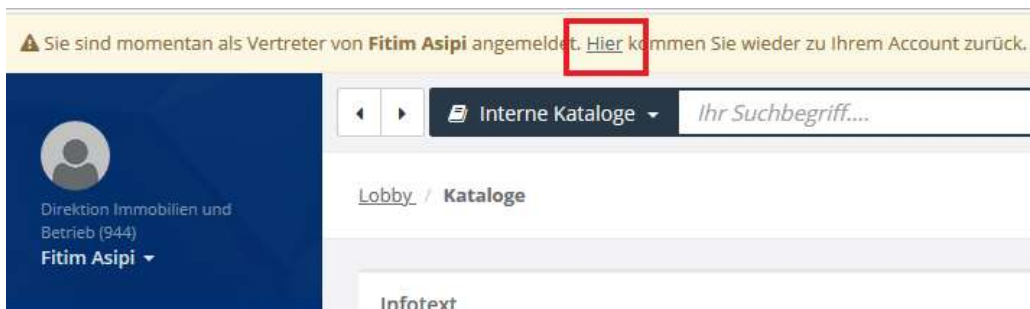 Sie sind momentan als Vertreter von Fitim Asipi angemeldet. Hier kommen Sie wieder zu Ihrem Account zurück.
Interne Kataloge
Ihr Suchbegriff....
Lobby / Kataloge
Direktion Immobilien und
Betrieb (944)
Fitim Asipi
Infotext